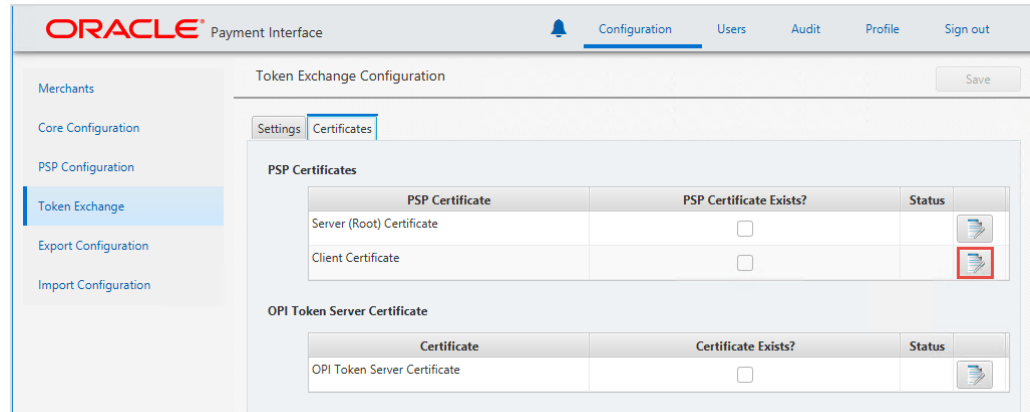 ORACLE® Payment Interface
Configuration Users Audit Profile Sign out
Merchants
Core Configuration
PSP Configuration
Token Exchange
Export Configuration
Import Configuration
Token Exchange Configuration
Save
Settings Certificates
PSP Certificates
PSP Certificate PSP Certificate Exists? Status
Server (Root) Certificate
Client Certificate
OPI Token Server Certificate
Certificate Certificate Exists? Status
OPI Token Server Certificate